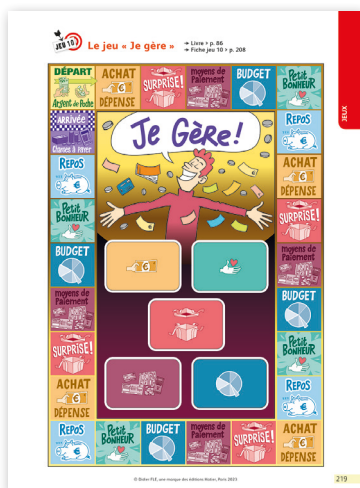 JEU 10
Le jeu « Je gère »
→ Livre > p. 86
→ Fiche Jeu 10 > p. 208
JEUX
DÉPART
Argent de Poche
ACHAT
DÉPENSE
SURPRISE!
moyens de
Paiement
BUDGET
Petit
BONHEUR
ARRIVÉE
à Payer
JE GÈRE!
REPOS
REPOS
ACHAT
€
DÉPENSE
Petit
BONHEUR
SURPRISE!
BUDGET
€
moyens de
Paiement
moyens de
Paiement
BUDGET
SURPRISE!
Petit
BONHEUR
ACHAT
€
DÉPENSE
REPOS
REPOS
Petit
BONHEUR
BUDGET
moyens de
Paiement
SURPRISE!
ACHAT
€
DÉPENSE
© Didier FLE, une marque des éditions Hatier, Paris 2023
219